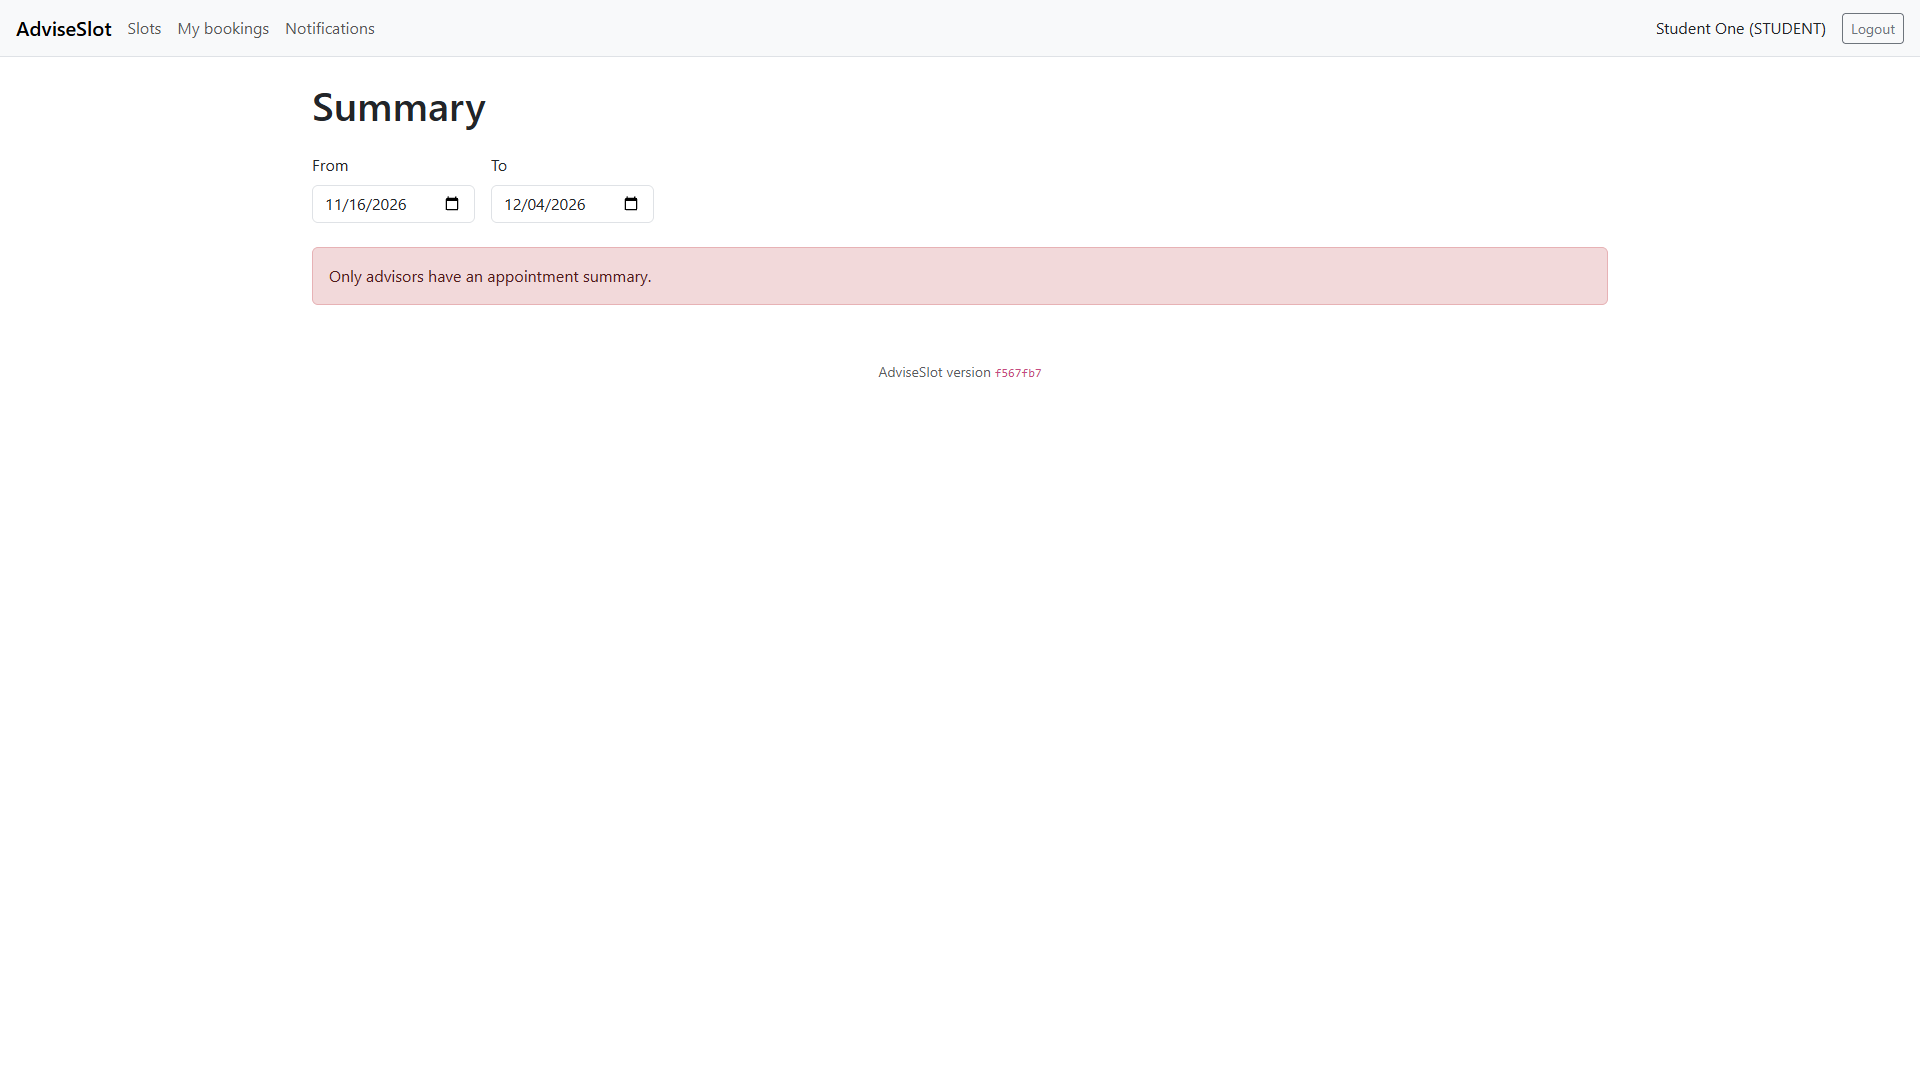 AdviseSlot Slots My bookings Notifications Student One (STUDENT) Logout
Summary
From To
11/16/2026 12/04/2026
Only advisors have an appointment summary.
AdviseSlot version f567fb7